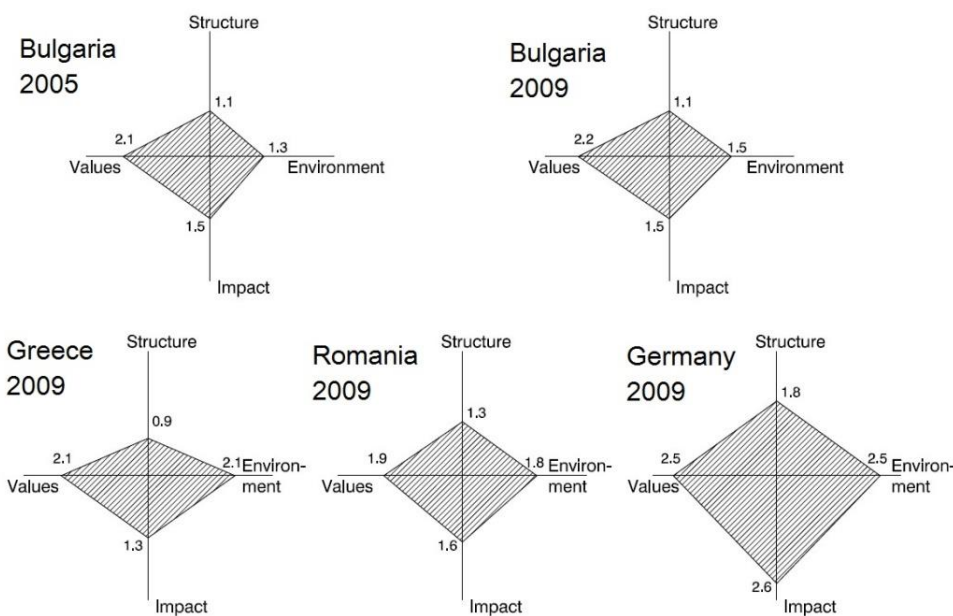 Structure
Bulgaria
2005
1.1
2.1
1.3
Values
Environment
1.5
Impact
Structure
Bulgaria
2009
1.1
2.2
1.5
Values
Environment
1.5
Impact
Structure
Greece
2009
0.9
2.1
2.1
Environ-
Values
ment
1.3
Impact
Structure
Romania
2009
1.3
1.9
1.8
Environ-
Values
ment
1.6
Impact
Structure
Germany
2009
1.8
2.5
2.5
Environ-
Values
ment
2.6
Impact